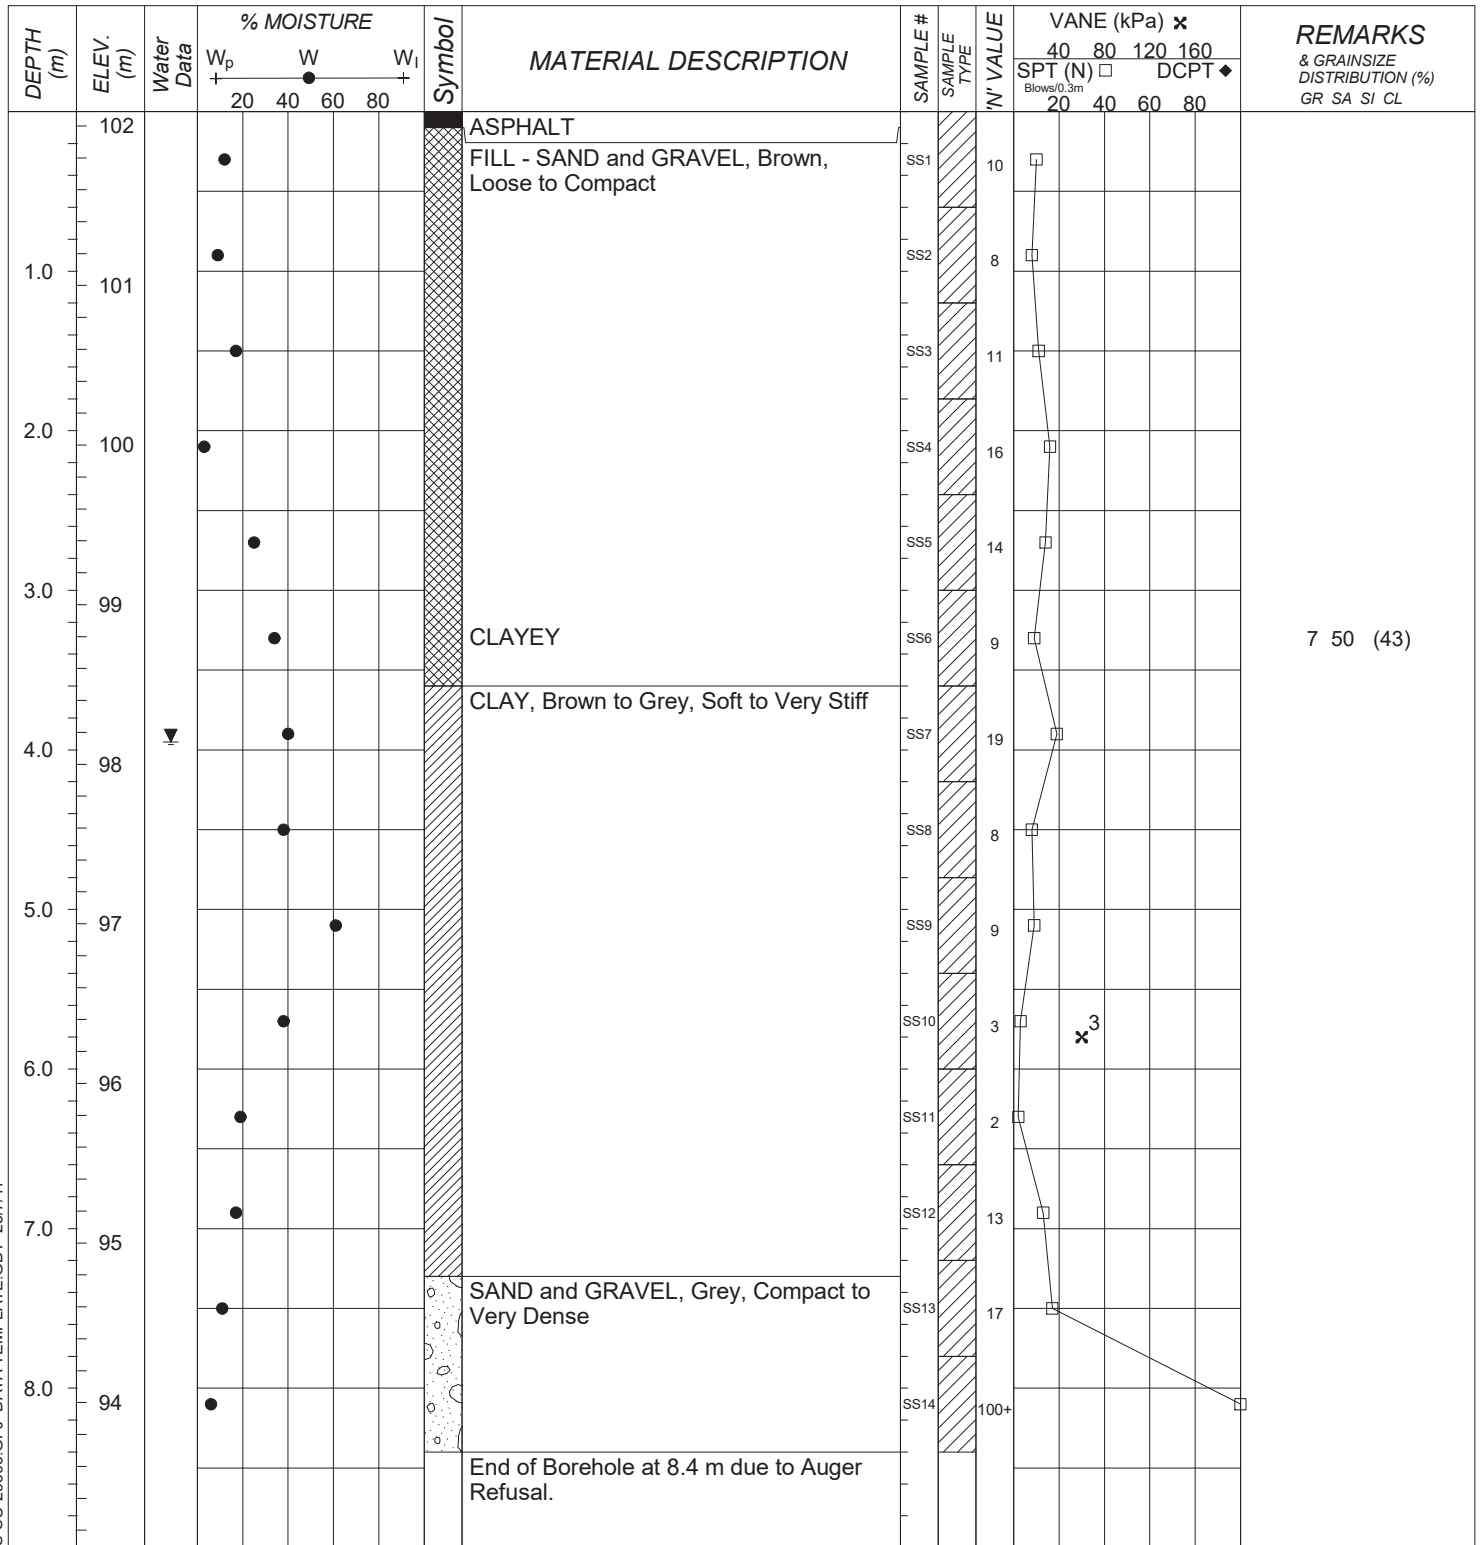 DEPTH (m)
ELEV. (m)
Water Data
% MOISTURE
Wp W Wl
20 40 60 80
Symbol
MATERIAL DESCRIPTION
SAMPLE #
SAMPLE TYPE
'N' VALUE
VANE (kPa)
40 80 120 160
SPT (N) DCPT
Blows/0.3m
20 40 60 80
REMARKS
& GRAINSIZE
DISTRIBUTION (%)
GR SA SI CL
102
ASPHALT
FILL - SAND and GRAVEL, Brown,
Loose to Compact
SS1 10
SS2 8
1.0
101
SS3 11
2.0
100
SS4 16
SS5 14
3.0
99
CLAYEY
SS6 9
7 50 (43)
CLAY, Brown to Grey, Soft to Very Stiff
SS7 19
4.0
98
SS8 8
5.0
97
SS9 9
SS10 3
3
6.0
96
SS11 2
SS12 13
7.0
95
SAND and GRAVEL, Grey, Compact to
Very Dense
SS13 17
8.0
94
SS14 100+
End of Borehole at 8.4 m due to Auger
Refusal.